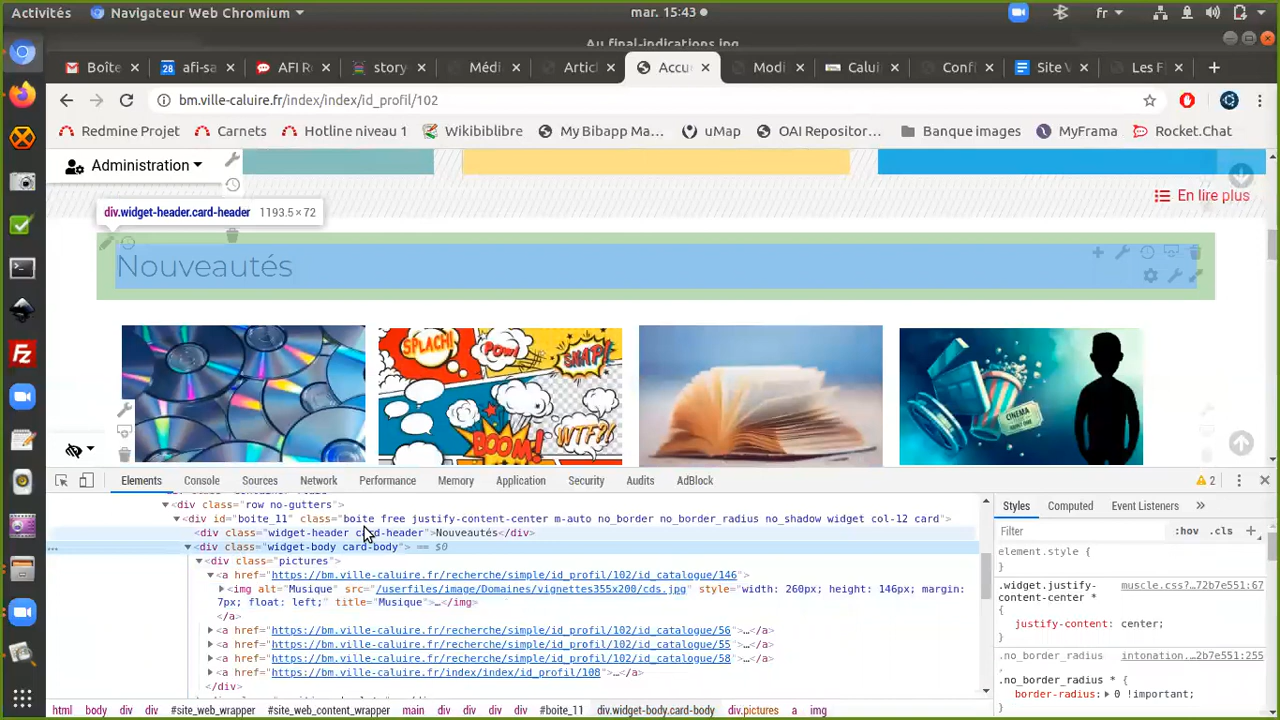 Activités Navigateur Web Chromium mar. 15:43 fr
Au final-indications.jpg
Boîte 28 afi-sa AFI R story- Médi Articl Accu Modi Calui Confi Site V Les F
bm.ville-caluire.fr/index/index/id_profil/102
Redmine Projet Carnets Hotline niveau 1 Wikibiblibre My Bibapp Ma... uMap OAI Repositor... Banque images MyFrama Rocket.Chat
Administration
En lire plus
div.widget-header.card-header 1193.5 × 72
Nouveautés
SPLACH! POW! SNAP!
BOOM! WTF?!
CINEMA
Elements Console Sources Network Performance Memory Application Security Audits AdBlock 2
<div class="row no-gutters">
<div id="boite_11" class="boite free justify-content-center m-auto no_border no_border_radius no_shadow widget col-12 card">
<div class="widget-header card-header">Nouveautés</div>
<div class="widget-body card-body"> == $0
<div class="pictures">
<a href="https://bm.ville-caluire.fr/recherche/simple/id_profil/102/id_catalogue/146">
<img alt="Musique" src="/userfiles/image/Domaines/vignettes355x200/cds.jpg" style="width: 260px; height: 146px; margin:
7px; float: left;" title="Musique">…</img>
</a>
<a href="https://bm.ville-caluire.fr/recherche/simple/id_profil/102/id_catalogue/56">…</a>
<a href="https://bm.ville-caluire.fr/recherche/simple/id_profil/102/id_catalogue/55">…</a>
<a href="https://bm.ville-caluire.fr/recherche/simple/id_profil/102/id_catalogue/58">…</a>
<a href="https://bm.ville-caluire.fr/index/index/id_profil/108">…</a>
</div>
Styles Computed Event Listeners
Filter :hov .cls
element.style {
}
.widget.justify- muscle.css?...72b7e551:67
content-center *
{
justify-content: center;
}
.no_border_radius intonation.…2b7e551:255
,
.no_border_radius * {
border-radius: 0 !important;
html body div div #site_web_wrapper #site_web_content_wrapper main div div #boite_11 div.widget-body.card-body div.pictures a img